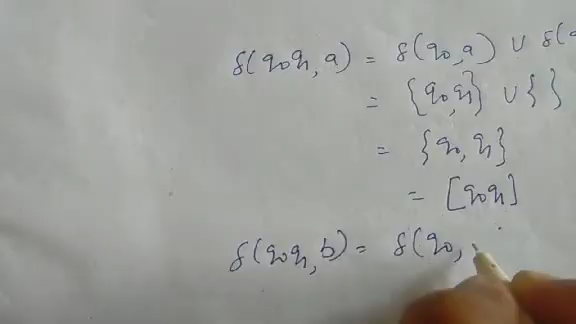 δ(q₀q₁, a) = δ(q₀, a) ∪ δ(
= {q₀, q₁} ∪ { }
= {q₀, q₁}
= [q₀q₁]
δ(q₀q₁, b) = δ(q₀,